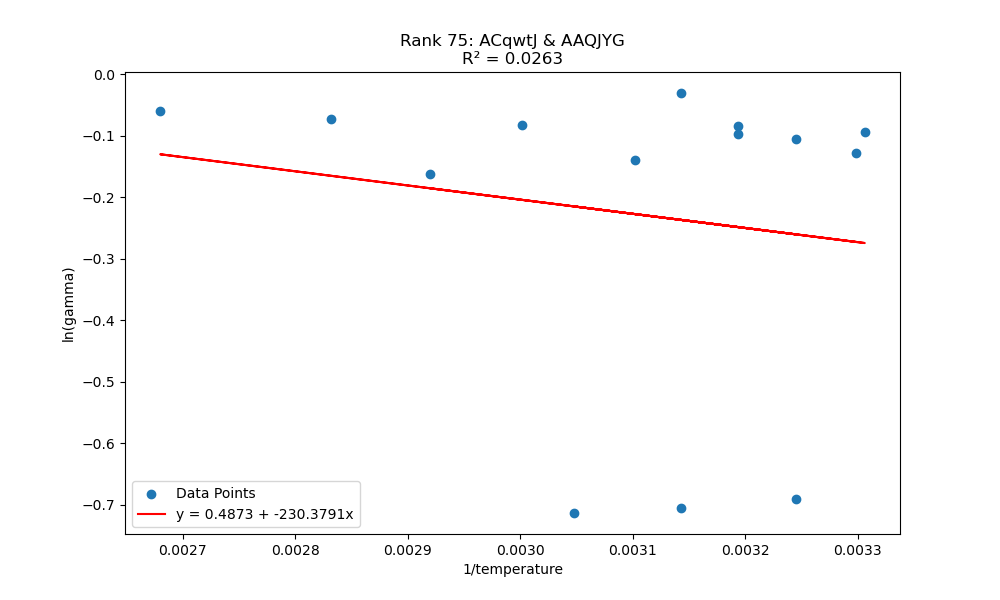 Rank 75: ACqwtJ & AAQJYG
R² = 0.0263
0.0
−0.1
−0.2
−0.3
−0.4
−0.5
−0.6
−0.7
ln(gamma)
Data Points
y = 0.4873 + -230.3791x
0.0027
0.0028
0.0029
0.0030
0.0031
0.0032
0.0033
1/temperature